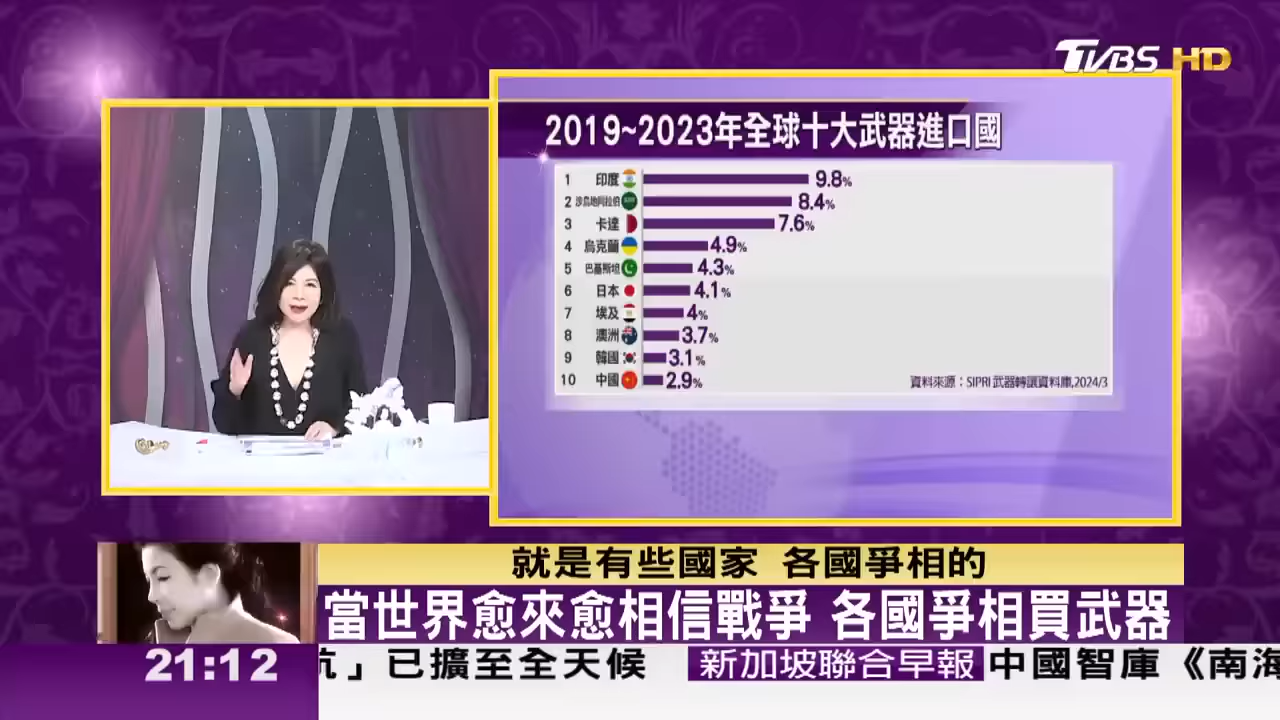 TVBS HD
2019~2023年全球十大武器進口國
1 印度 9.8%
2 沙烏地阿拉伯 8.4%
3 卡達 7.6%
4 烏克蘭 4.9%
5 巴基斯坦 4.3%
6 日本 4.1%
7 埃及 4%
8 澳洲 3.7%
9 韓國 3.1%
10 中國 2.9%
資料來源：SIPRI 武器轉讓資料庫,2024/3
就是有些國家 各國爭相的
當世界愈來愈相信戰爭 各國爭相買武器
21:12 」已擴至全天候 新加坡聯合早報 中國智庫《南海